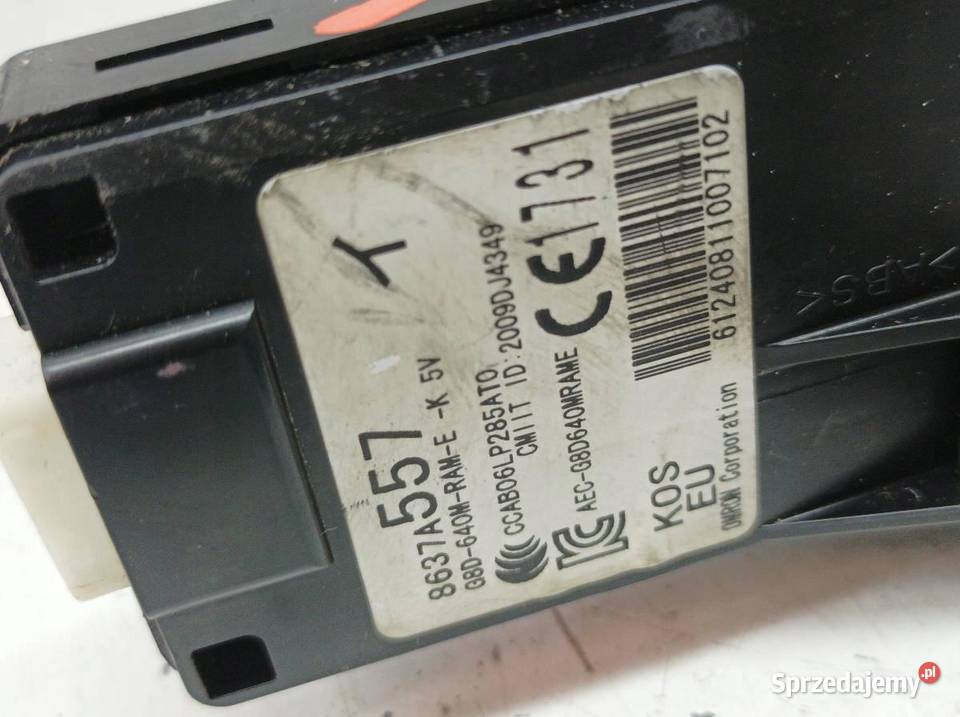 Y
8637A557
G8D-640M-RAM-E -K 5V
CCAB06LP285AT0
CMIIT ID:2009DJ4349
AEC-G8D640MRAME
CE1731
KOS
EU
OMRON Corporation
61240811007102
>ABS<
Sprzedajemy.pl